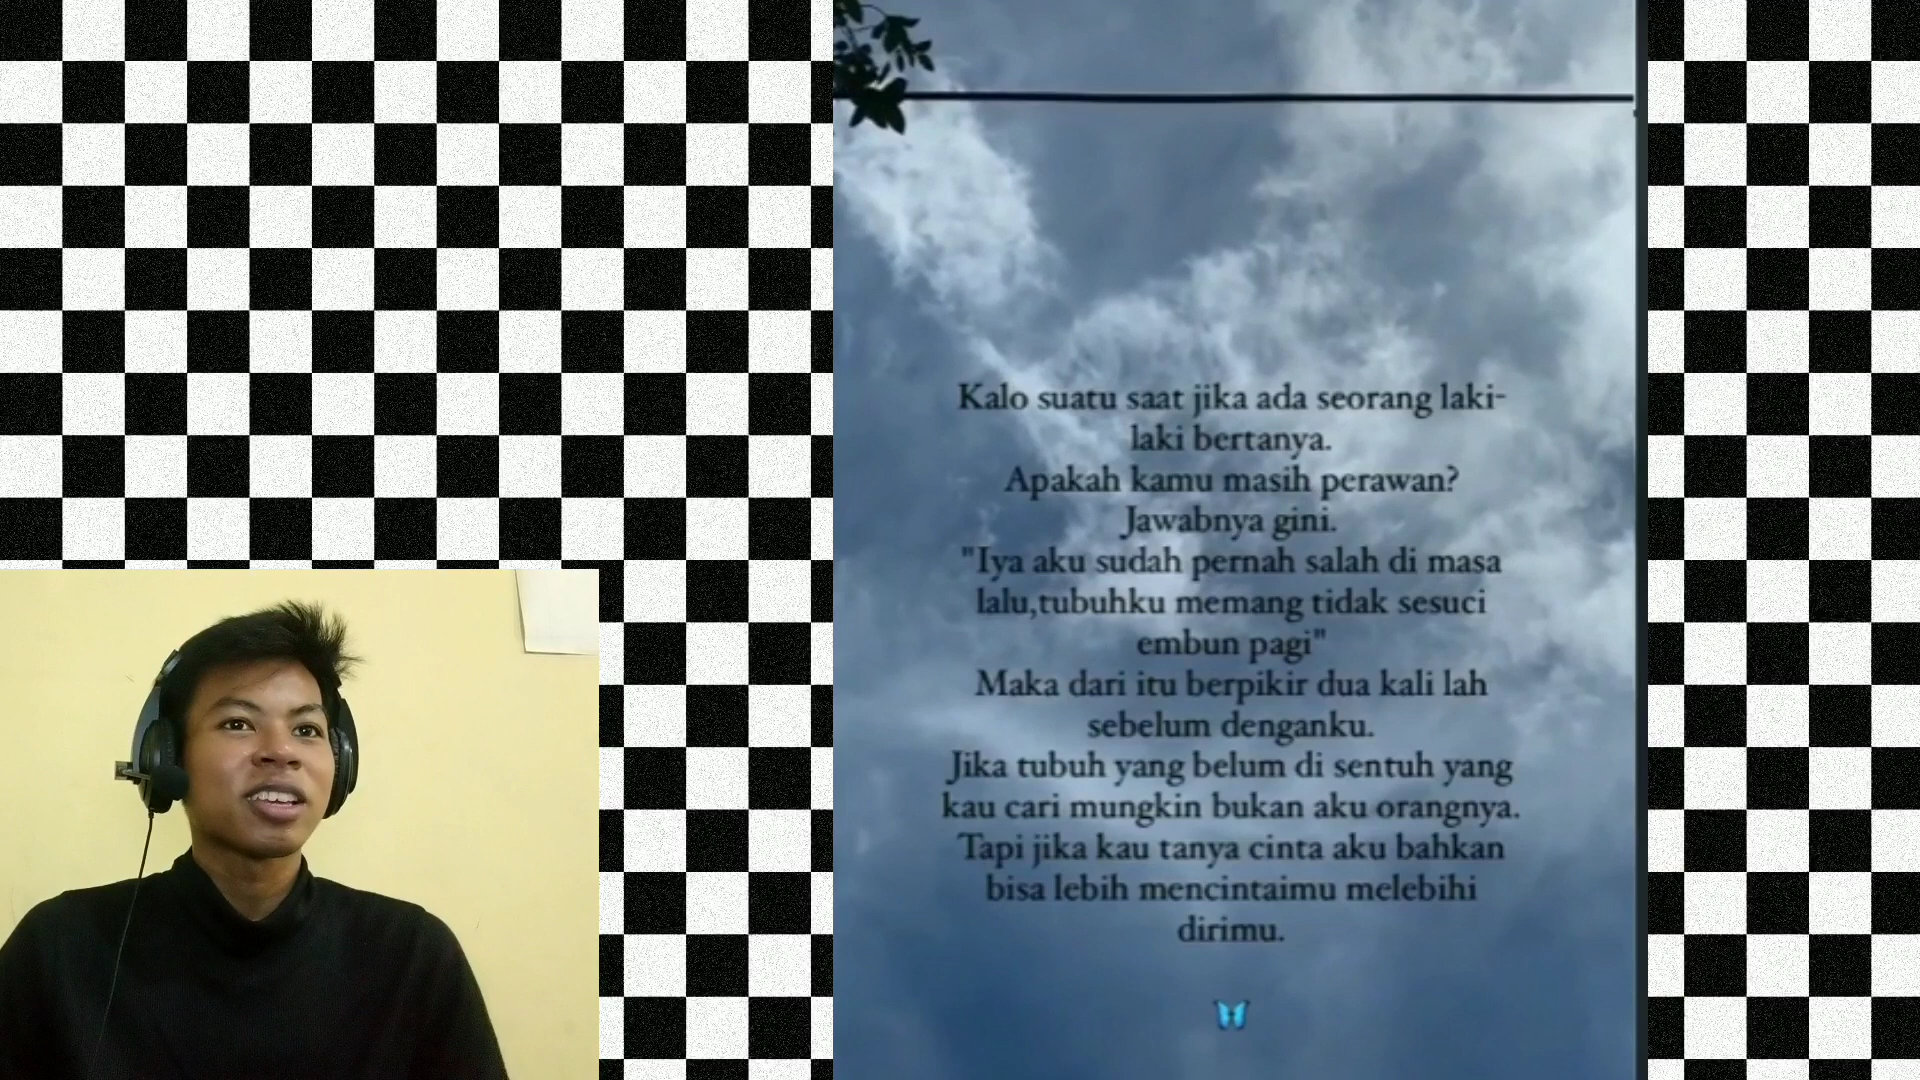 Kalo suatu saat jika ada seorang laki-
laki bertanya.
Apakah kamu masih perawan?
Jawabnya gini.
"Iya aku sudah pernah salah di masa
lalu,tubuhku memang tidak sesuci
embun pagi"
Maka dari itu berpikir dua kali lah
sebelum denganku.
Jika tubuh yang belum di sentuh yang
kau cari mungkin bukan aku orangnya.
Tapi jika kau tanya cinta aku bahkan
bisa lebih mencintaimu melebihi
dirimu.